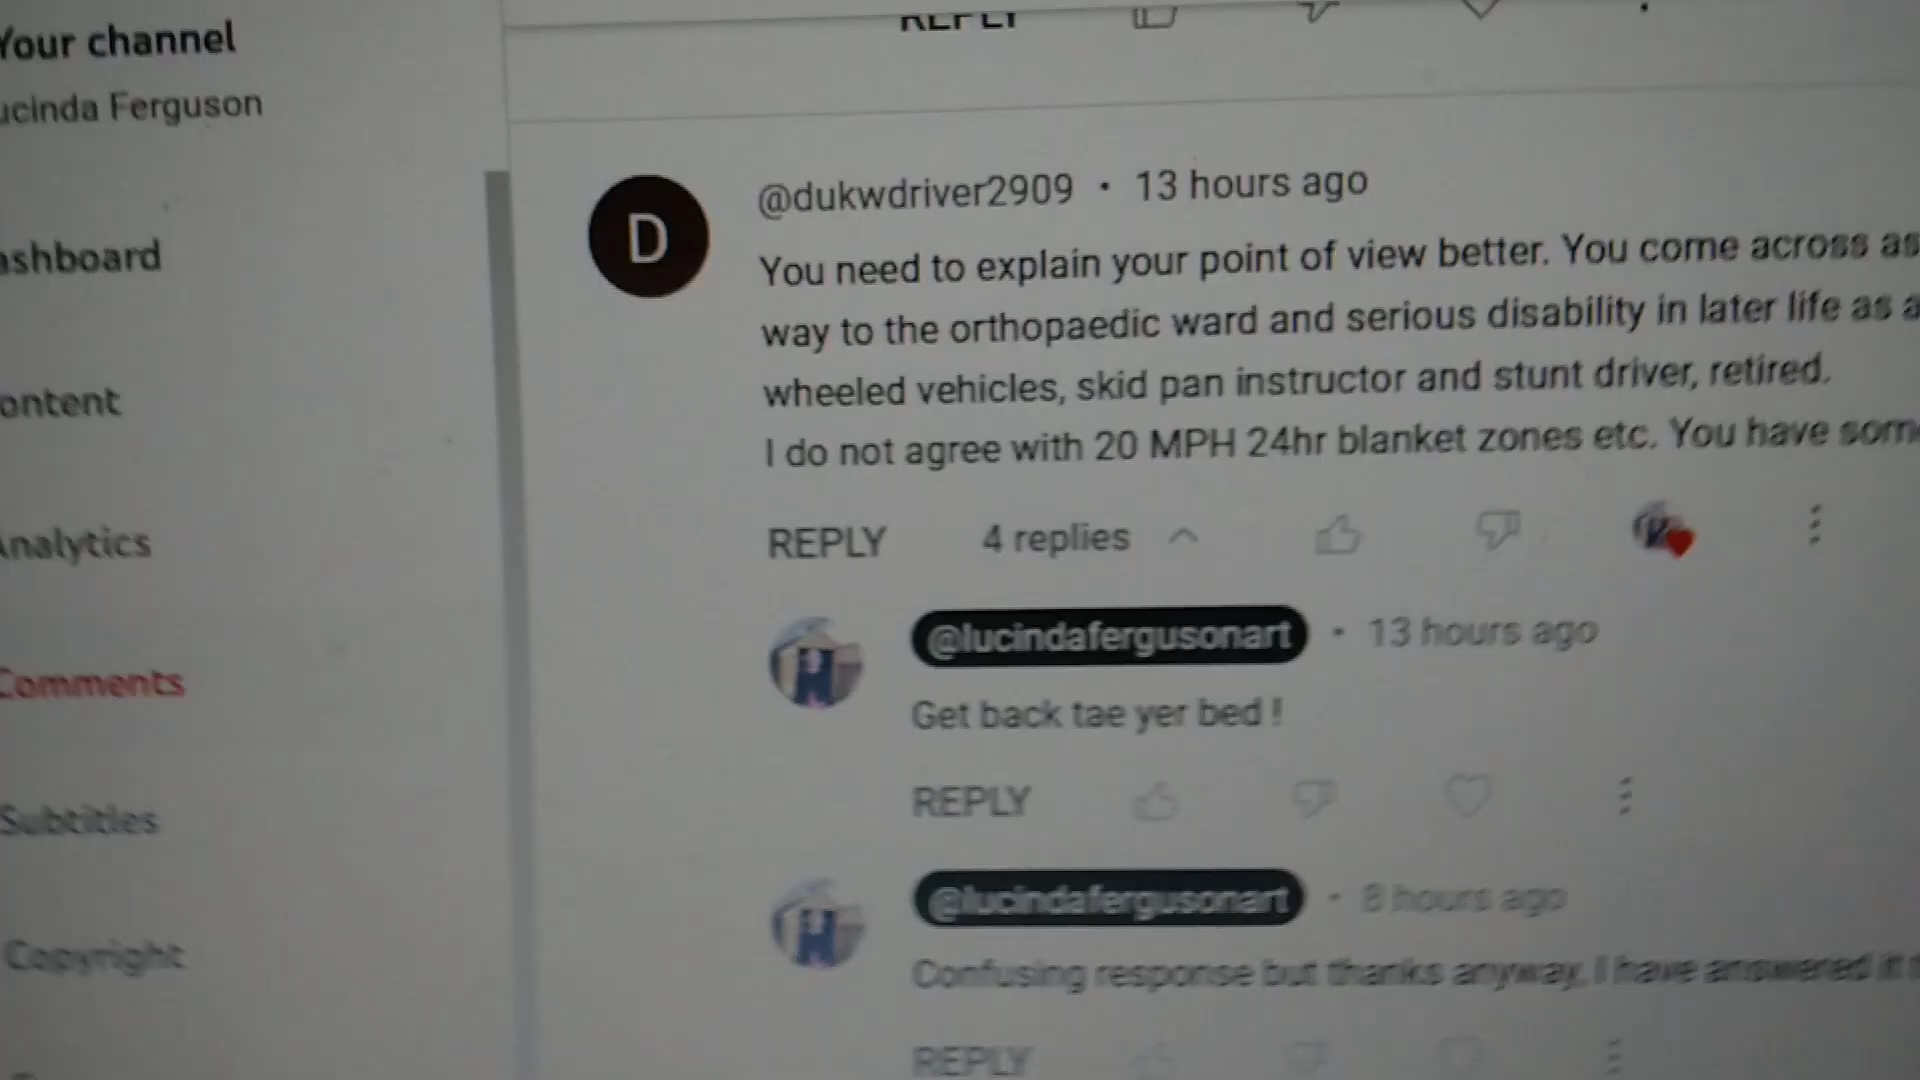 Your channel
ucinda Ferguson
ashboard
ontent
Analytics
Comments
Subtitles
Copyright
REPLY
D
@dukwdriver2909 · 13 hours ago
You need to explain your point of view better. You come across as
way to the orthopaedic ward and serious disability in later life as a
wheeled vehicles, skid pan instructor and stunt driver, retired.
I do not agree with 20 MPH 24hr blanket zones etc. You have some
REPLY 4 replies
@lucindafergusonart · 13 hours ago
Get back tae yer bed !
REPLY
@lucindafergusonart · 8 hours ago
Confusing response but thanks anyway, I have answered it
REPLY